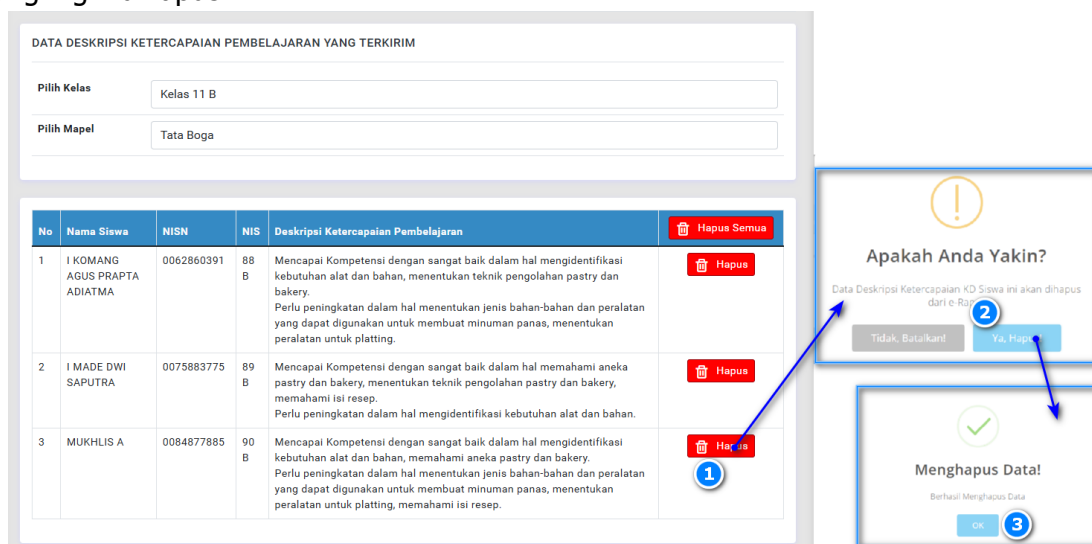 DATA DESKRIPSI KETERCAPAIAN PEMBELAJARAN YANG TERKIRIM
Pilih Kelas
Kelas 11 B
Pilih Mapel
Tata Boga
No Nama Siswa NISN NIS Deskripsi Ketercapaian Pembelajaran Hapus Semua
1 I KOMANG AGUS PRAPTA ADIATMA 0062860391 88 B
Mencapai Kompetensi dengan sangat baik dalam hal mengidentifikasi
kebutuhan alat dan bahan, menentukan teknik pengolahan pastry dan
bakery.
Perlu peningkatan dalam hal menentukan jenis bahan-bahan dan peralatan
yang dapat digunakan untuk membuat minuman panas, menentukan
peralatan untuk platting.
Hapus
2 I MADE DWI SAPUTRA 0075883775 89 B
Mencapai Kompetensi dengan sangat baik dalam hal memahami aneka
pastry dan bakery, menentukan teknik pengolahan pastry dan bakery,
memahami isi resep.
Perlu peningkatan dalam hal mengidentifikasi kebutuhan alat dan bahan.
Hapus
3 MUKHLIS A 0084877885 90 B
Mencapai Kompetensi dengan sangat baik dalam hal mengidentifikasi
kebutuhan alat dan bahan, memahami aneka pastry dan bakery.
Perlu peningkatan dalam hal menentukan jenis bahan-bahan dan peralatan
yang dapat digunakan untuk membuat minuman panas, menentukan
peralatan untuk platting, memahami isi resep.
Hapus
1
Apakah Anda Yakin?
Data Deskripsi Ketercapaian KD Siswa ini akan dihapus
dari
2
Tidak, Batalkan!
Ya,
Menghapus Data!
Berhasil Menghapus Data
OK
3